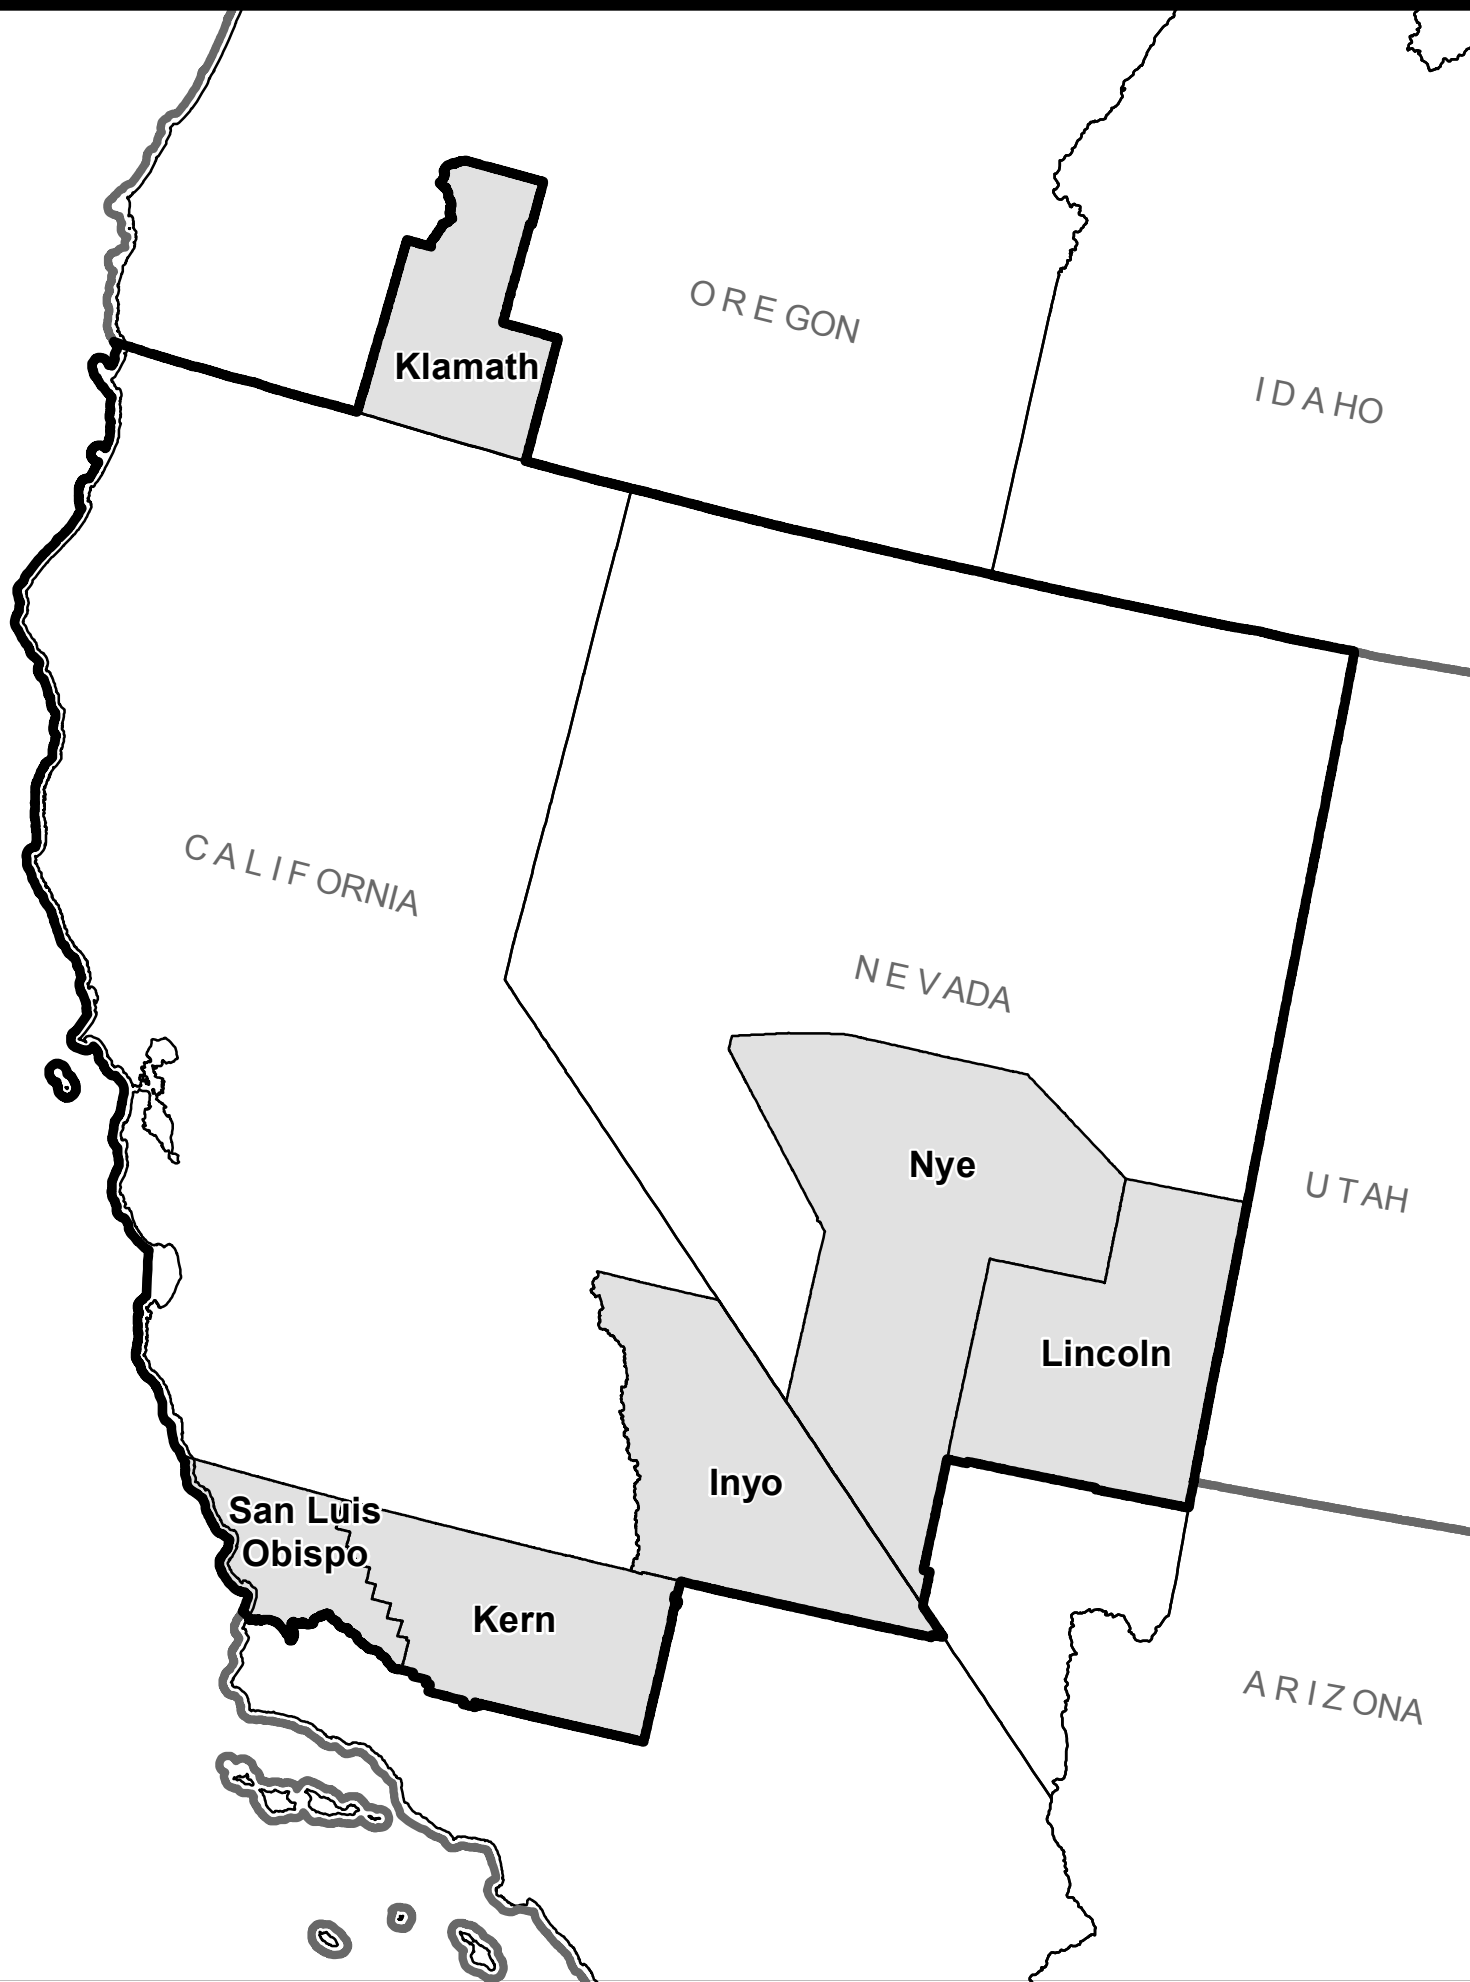 OREGON
Klamath
IDAHO
CALIFORNIA
NEVADA
Nye
UTAH
Lincoln
Inyo
San Luis
Obispo
Kern
ARIZONA